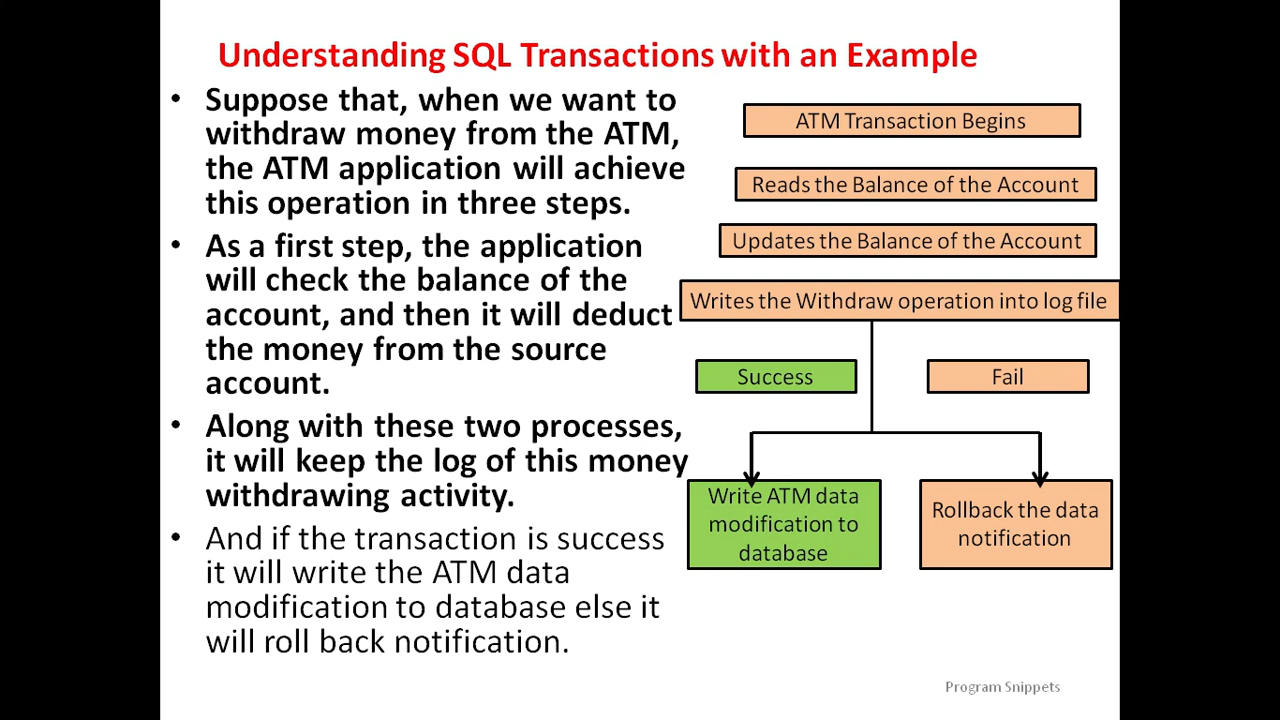 Understanding SQL Transactions with an Example
• Suppose that, when we want to
withdraw money from the ATM,
the ATM application will achieve
this operation in three steps.
• As a first step, the application
will check the balance of the
account, and then it will deduct
the money from the source
account.
• Along with these two processes,
it will keep the log of this money
withdrawing activity.
• And if the transaction is success
it will write the ATM data
modification to database else it
will roll back notification.
ATM Transaction Begins
Reads the Balance of the Account
Updates the Balance of the Account
Writes the Withdraw operation into log file
Success
Fail
Write ATM data
modification to
database
Rollback the data
notification
Program Snippets